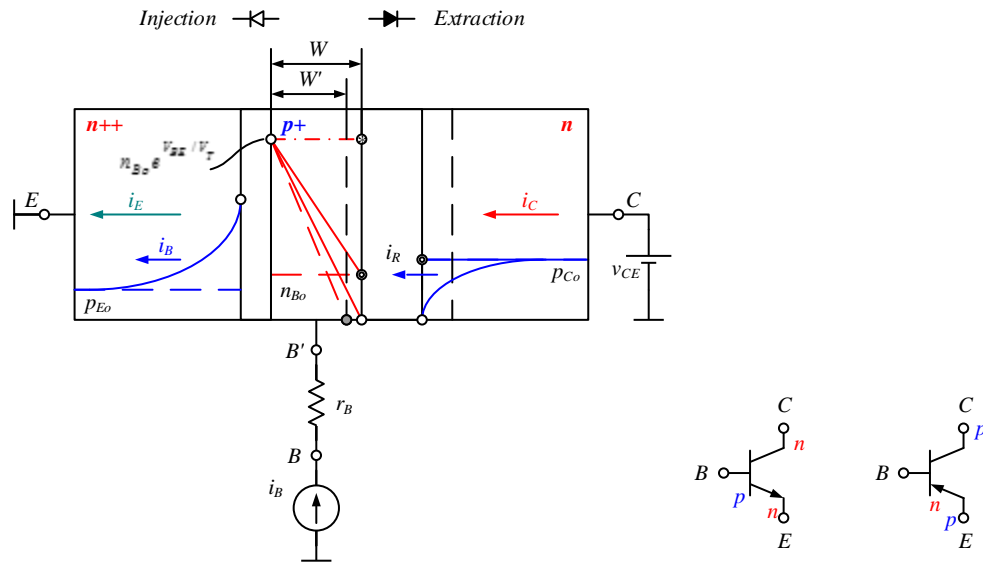 Injection Extraction
W
W'
n++ p+ n
n_Bo e^(V_BE / V_T)
E i_E i_C C
i_B i_R v_CE
p_Eo n_Bo p_Co
B'
r_B
B
i_B
C C
n p
B B
p n
n p
E E